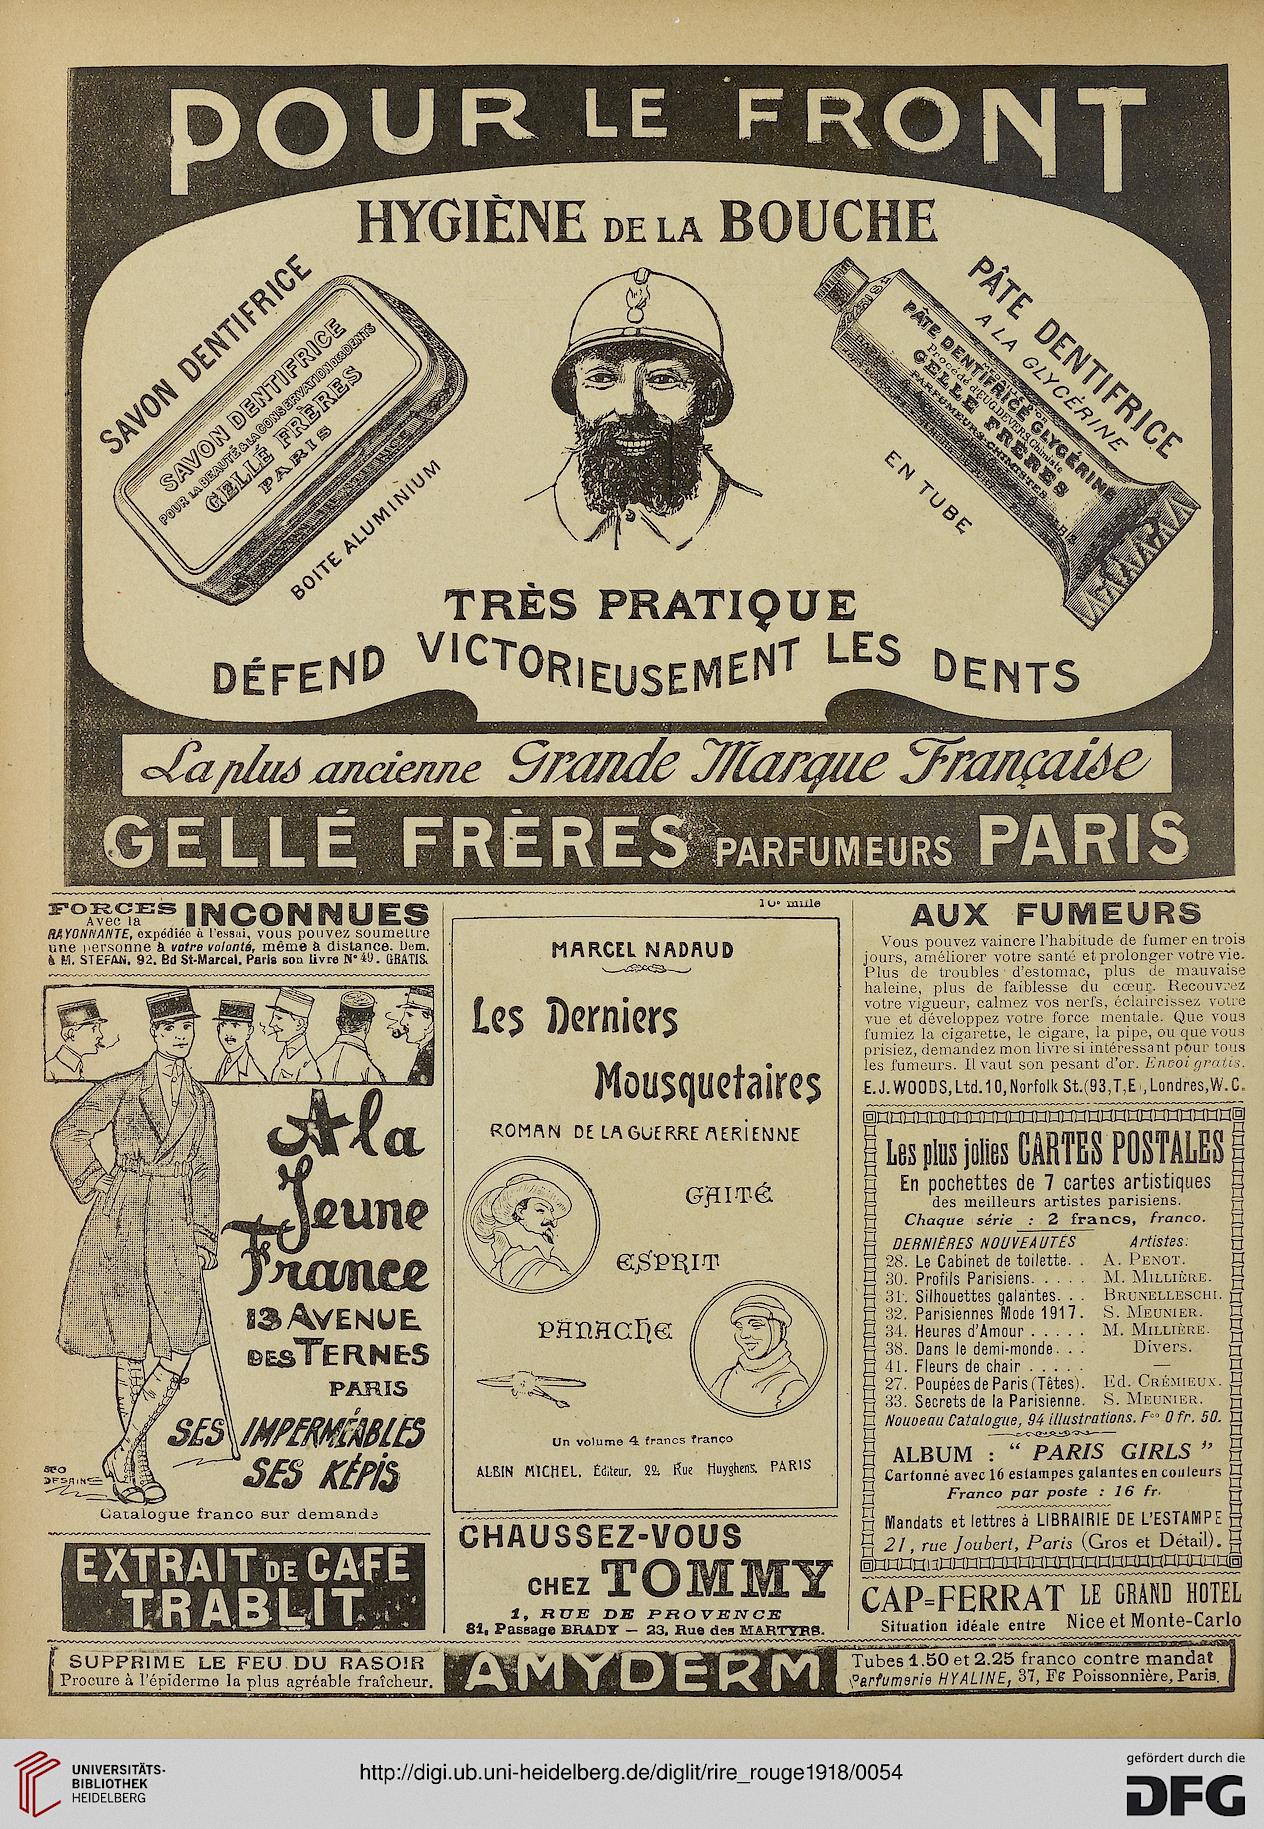 POUR LE FRONT
HYGIÈNE DE LA BOUCHE
SAVON DENTIFRICE
SAVON DENTIFRICE
POUR LA BEAUTÉ & LA CONSERVATION DES DENTS
GELLÉ FRÈRES
PARIS
BOITE ALUMINIUM
PÂTE DENTIFRICE
A LA GLYCÉRINE
PÂTE DENTIFRICE GLYCÉRINE
GELLÉ FRÈRES
PARFUMEURS-CHIMISTES
EN TUBE
TRÈS PRATIQUE
DÉFEND VICTORIEUSEMENT LES DENTS
La plus ancienne Grande Marque Française
GELLÉ FRÈRES PARFUMEURS PARIS
FORCES INCONNUES
Avec la
RAYONNANTE, expédiée à l'essai, vous pouvez soumettre
une personne à votre volonté, même à distance. Dem.
à M. STEFAN, 92. Bd St-Marcel, Paris son livre N° 49. GRATIS.
A la
Jeune
France
13 AVENUE
DES TERNES
PARIS
SES IMPERMÉABLES
SES KÉPIS
DESSINE
Catalogue franco sur demande
EXTRAIT DE CAFÉ
TRABLIT
10e mille
MARCEL NADAUD
Les Derniers
Mousquetaires
ROMAN DE LA GUERRE AERIENNE
GAITÉ
ESPRIT
PANACHE
Un volume 4 francs franco
ALBIN MICHEL, Éditeur, 22, Rue Huyghens, PARIS
CHAUSSEZ-VOUS
CHEZ TOMMY
1, RUE DE PROVENCE
81, Passage BRADY — 23, Rue des MARTYRS.
AUX FUMEURS
Vous pouvez vaincre l'habitude de fumer en trois
jours, améliorer votre santé et prolonger votre vie.
Plus de troubles d'estomac, plus de mauvaise
haleine, plus de faiblesse du cœur. Recouvrez
votre vigueur, calmez vos nerfs, éclaircissez votre
vue et développez votre force mentale. Que vous
fumiez la cigarette, le cigare, la pipe, ou que vous
prisiez, demandez mon livre si intéressant pour tous
les fumeurs. Il vaut son pesant d'or. Envoi gratis.
E.J. WOODS, Ltd. 10, Norfolk St. (93, T.E), Londres, W.C.
Les plus jolies CARTES POSTALES
En pochettes de 7 cartes artistiques
des meilleurs artistes parisiens.
Chaque série : 2 francs, franco.
DERNIÈRES NOUVEAUTÉS Artistes:
28. Le Cabinet de toilette. . A. PENOT.
30. Profils Parisiens. . . . . M. MILLIÈRE.
31. Silhouettes galantes. . . BRUNELLESCHI.
32. Parisiennes Mode 1917. S. MEUNIER.
34. Heures d'Amour . . . . . M. MILLIÈRE.
38. Dans le demi-monde. . . Divers.
41. Fleurs de chair . . . . . —
27. Poupées de Paris (Têtes). Ed. CRÉMIEUX.
33. Secrets de la Parisienne. S. MEUNIER.
Nouveau Catalogue, 94 illustrations. Fco 0 fr. 50.
ALBUM : “ PARIS GIRLS ”
Cartonné avec 16 estampes galantes en couleurs
Franco par poste : 16 fr.
Mandats et lettres à LIBRAIRIE DE L'ESTAMPE
21, rue Joubert, Paris (Gros et Détail).
CAP=FERRAT LE GRAND HOTEL
Situation idéale entre Nice et Monte-Carlo
SUPPRIME LE FEU DU RASOIR
Procure à l'épiderme la plus agréable fraîcheur.
AMYDERM
Tubes 1.50 et 2.25 franco contre mandat
Parfumerie HYALINE, 37, Fg Poissonnière, Paris.
UNIVERSITÄTS-
BIBLIOTHEK
HEIDELBERG
http://digi.ub.uni-heidelberg.de/diglit/rire_rouge1918/0054
gefördert durch die
DFG